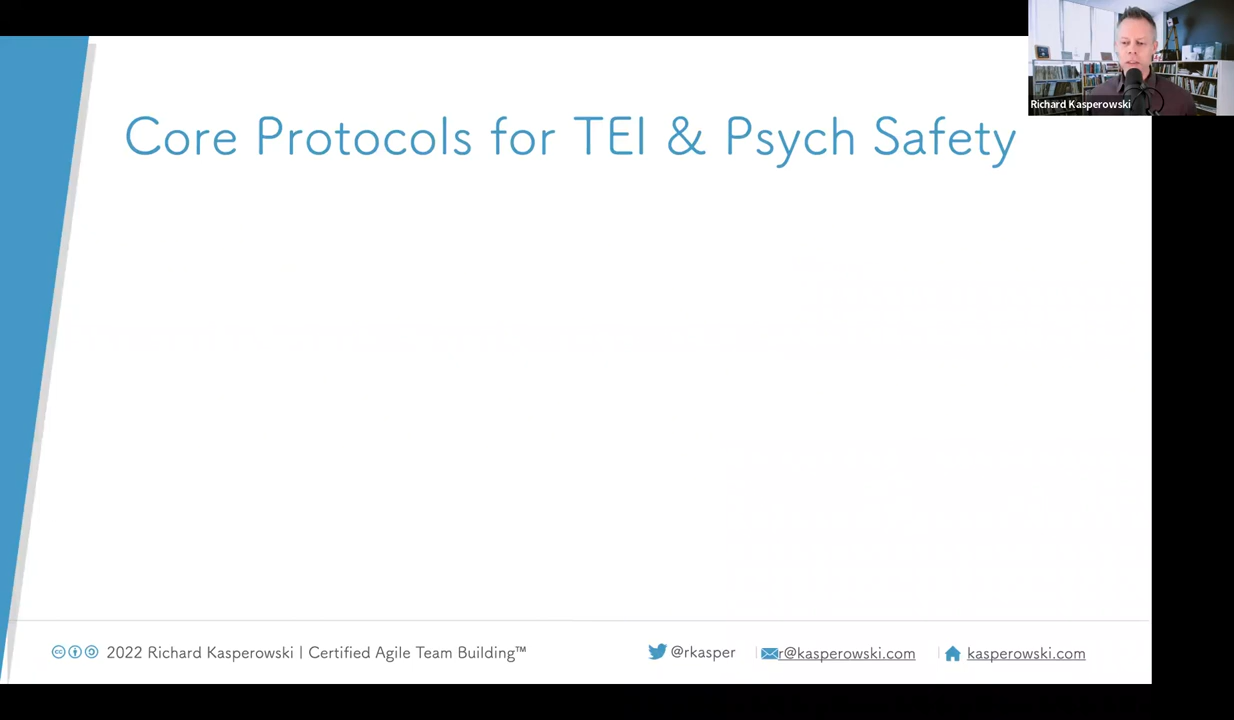 Richard Kasperowski
Core Protocols for TEI & Psych Safety
2022 Richard Kasperowski | Certified Agile Team Building™
@rkasper
r@kasperowski.com
kasperowski.com